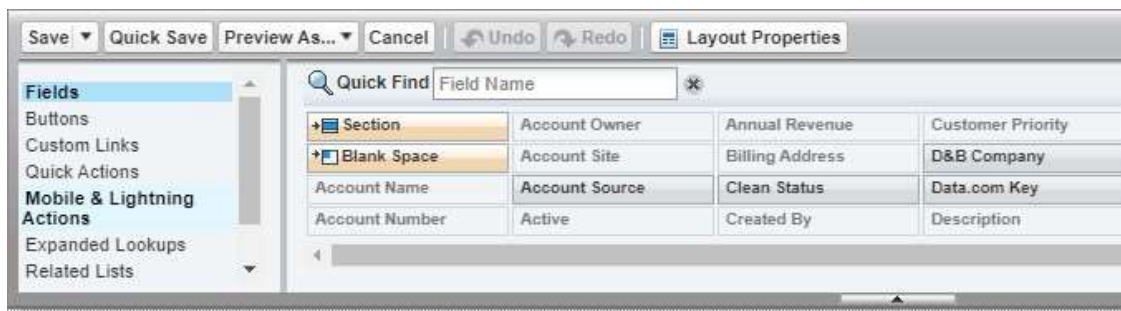 Save Quick Save Preview As... Cancel Undo Redo Layout Properties
Fields
Buttons
Custom Links
Quick Actions
Mobile & Lightning
Actions
Expanded Lookups
Related Lists
Quick Find Field Name
Section Account Owner Annual Revenue Customer Priority
Blank Space Account Site Billing Address D&B Company
Account Name Account Source Clean Status Data.com Key
Account Number Active Created By Description